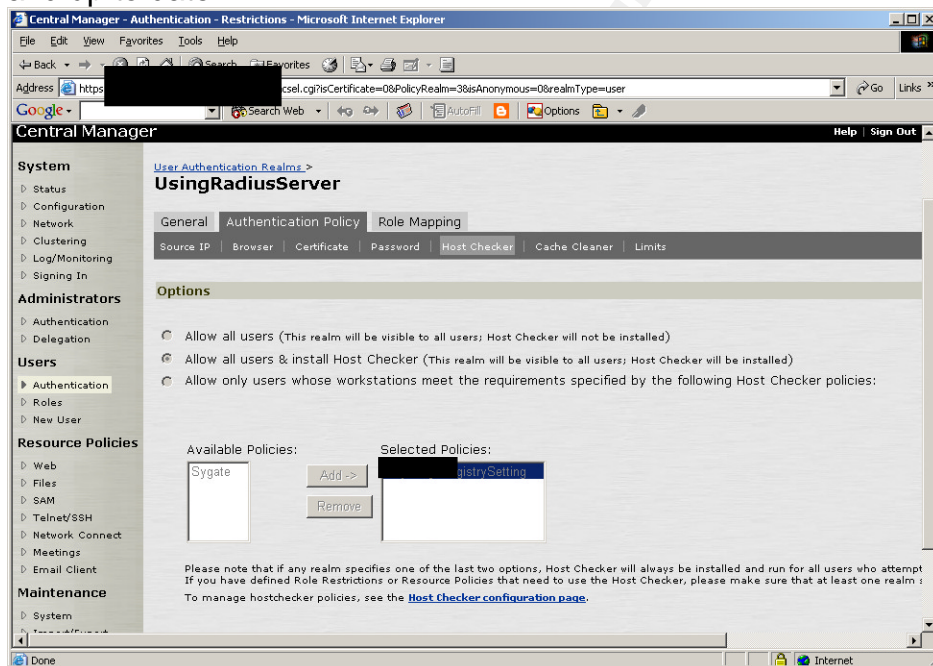 Central Manager - Authentication - Restrictions - Microsoft Internet Explorer
File Edit View Favorites Tools Help
Back Search Favorites
Address https csel.cgi?isCertificate=0&PolicyRealm=3&isAnonymous=0&realmType=user Go Links »
Google Search Web AutoFill Options
Central Manager Help | Sign Out
System
Status
Configuration
Network
Clustering
Log/Monitoring
Signing In
Administrators
Authentication
Delegation
Users
Authentication
Roles
New User
Resource Policies
Web
Files
SAM
Telnet/SSH
Network Connect
Meetings
Email Client
Maintenance
System
User Authentication Realms >
UsingRadiusServer
General Authentication Policy Role Mapping
Source IP | Browser | Certificate | Password | Host Checker | Cache Cleaner | Limits
Options
Allow all users (This realm will be visible to all users; Host Checker will not be installed)
Allow all users & install Host Checker (This realm will be visible to all users; Host Checker will be installed)
Allow only users whose workstations meet the requirements specified by the following Host Checker policies:
Available Policies: Selected Policies:
Sygate Add -> gistrySetting
Remove
Please note that if any realm specifies one of the last two options, Host Checker will always be installed and run for all users who attempt
If you have defined Role Restrictions or Resource Policies that need to use the Host Checker, please make sure that at least one realm
To manage hostchecker policies, see the Host Checker configuration page.
Done Internet